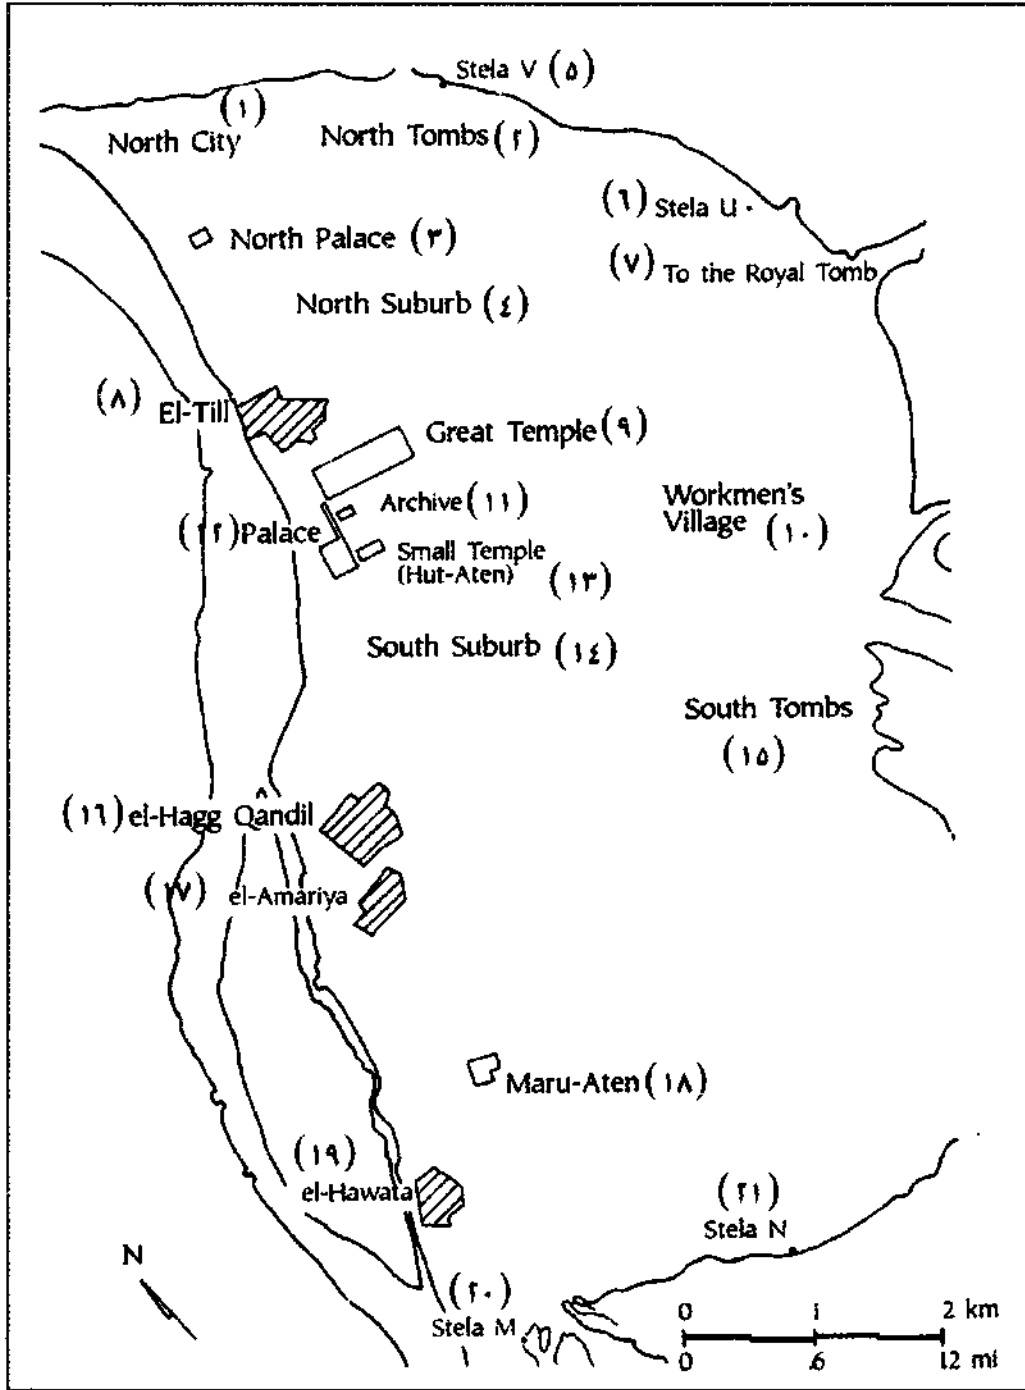 Stela V (٥)
(١)
North City
North Tombs (٢)
(٦) Stela U
North Palace (٣)
(٧) To the Royal Tomb
North Suburb (٤)
(٨) El-Till
Great Temple (٩)
Archive (١١)
Workmen's
Village (١٠)
(١٢) Palace
Small Temple
(Hut-Aten) (١٣)
South Suburb (١٤)
South Tombs
(١٥)
(١٦) el-Hagg Qândil
(١٧) el-Amariya
Maru-Aten (١٨)
(١٩)
el-Hawata
(٢١)
Stela N
N
(٢٠)
Stela M
0 1 2 km
0 .6 1.2 mi